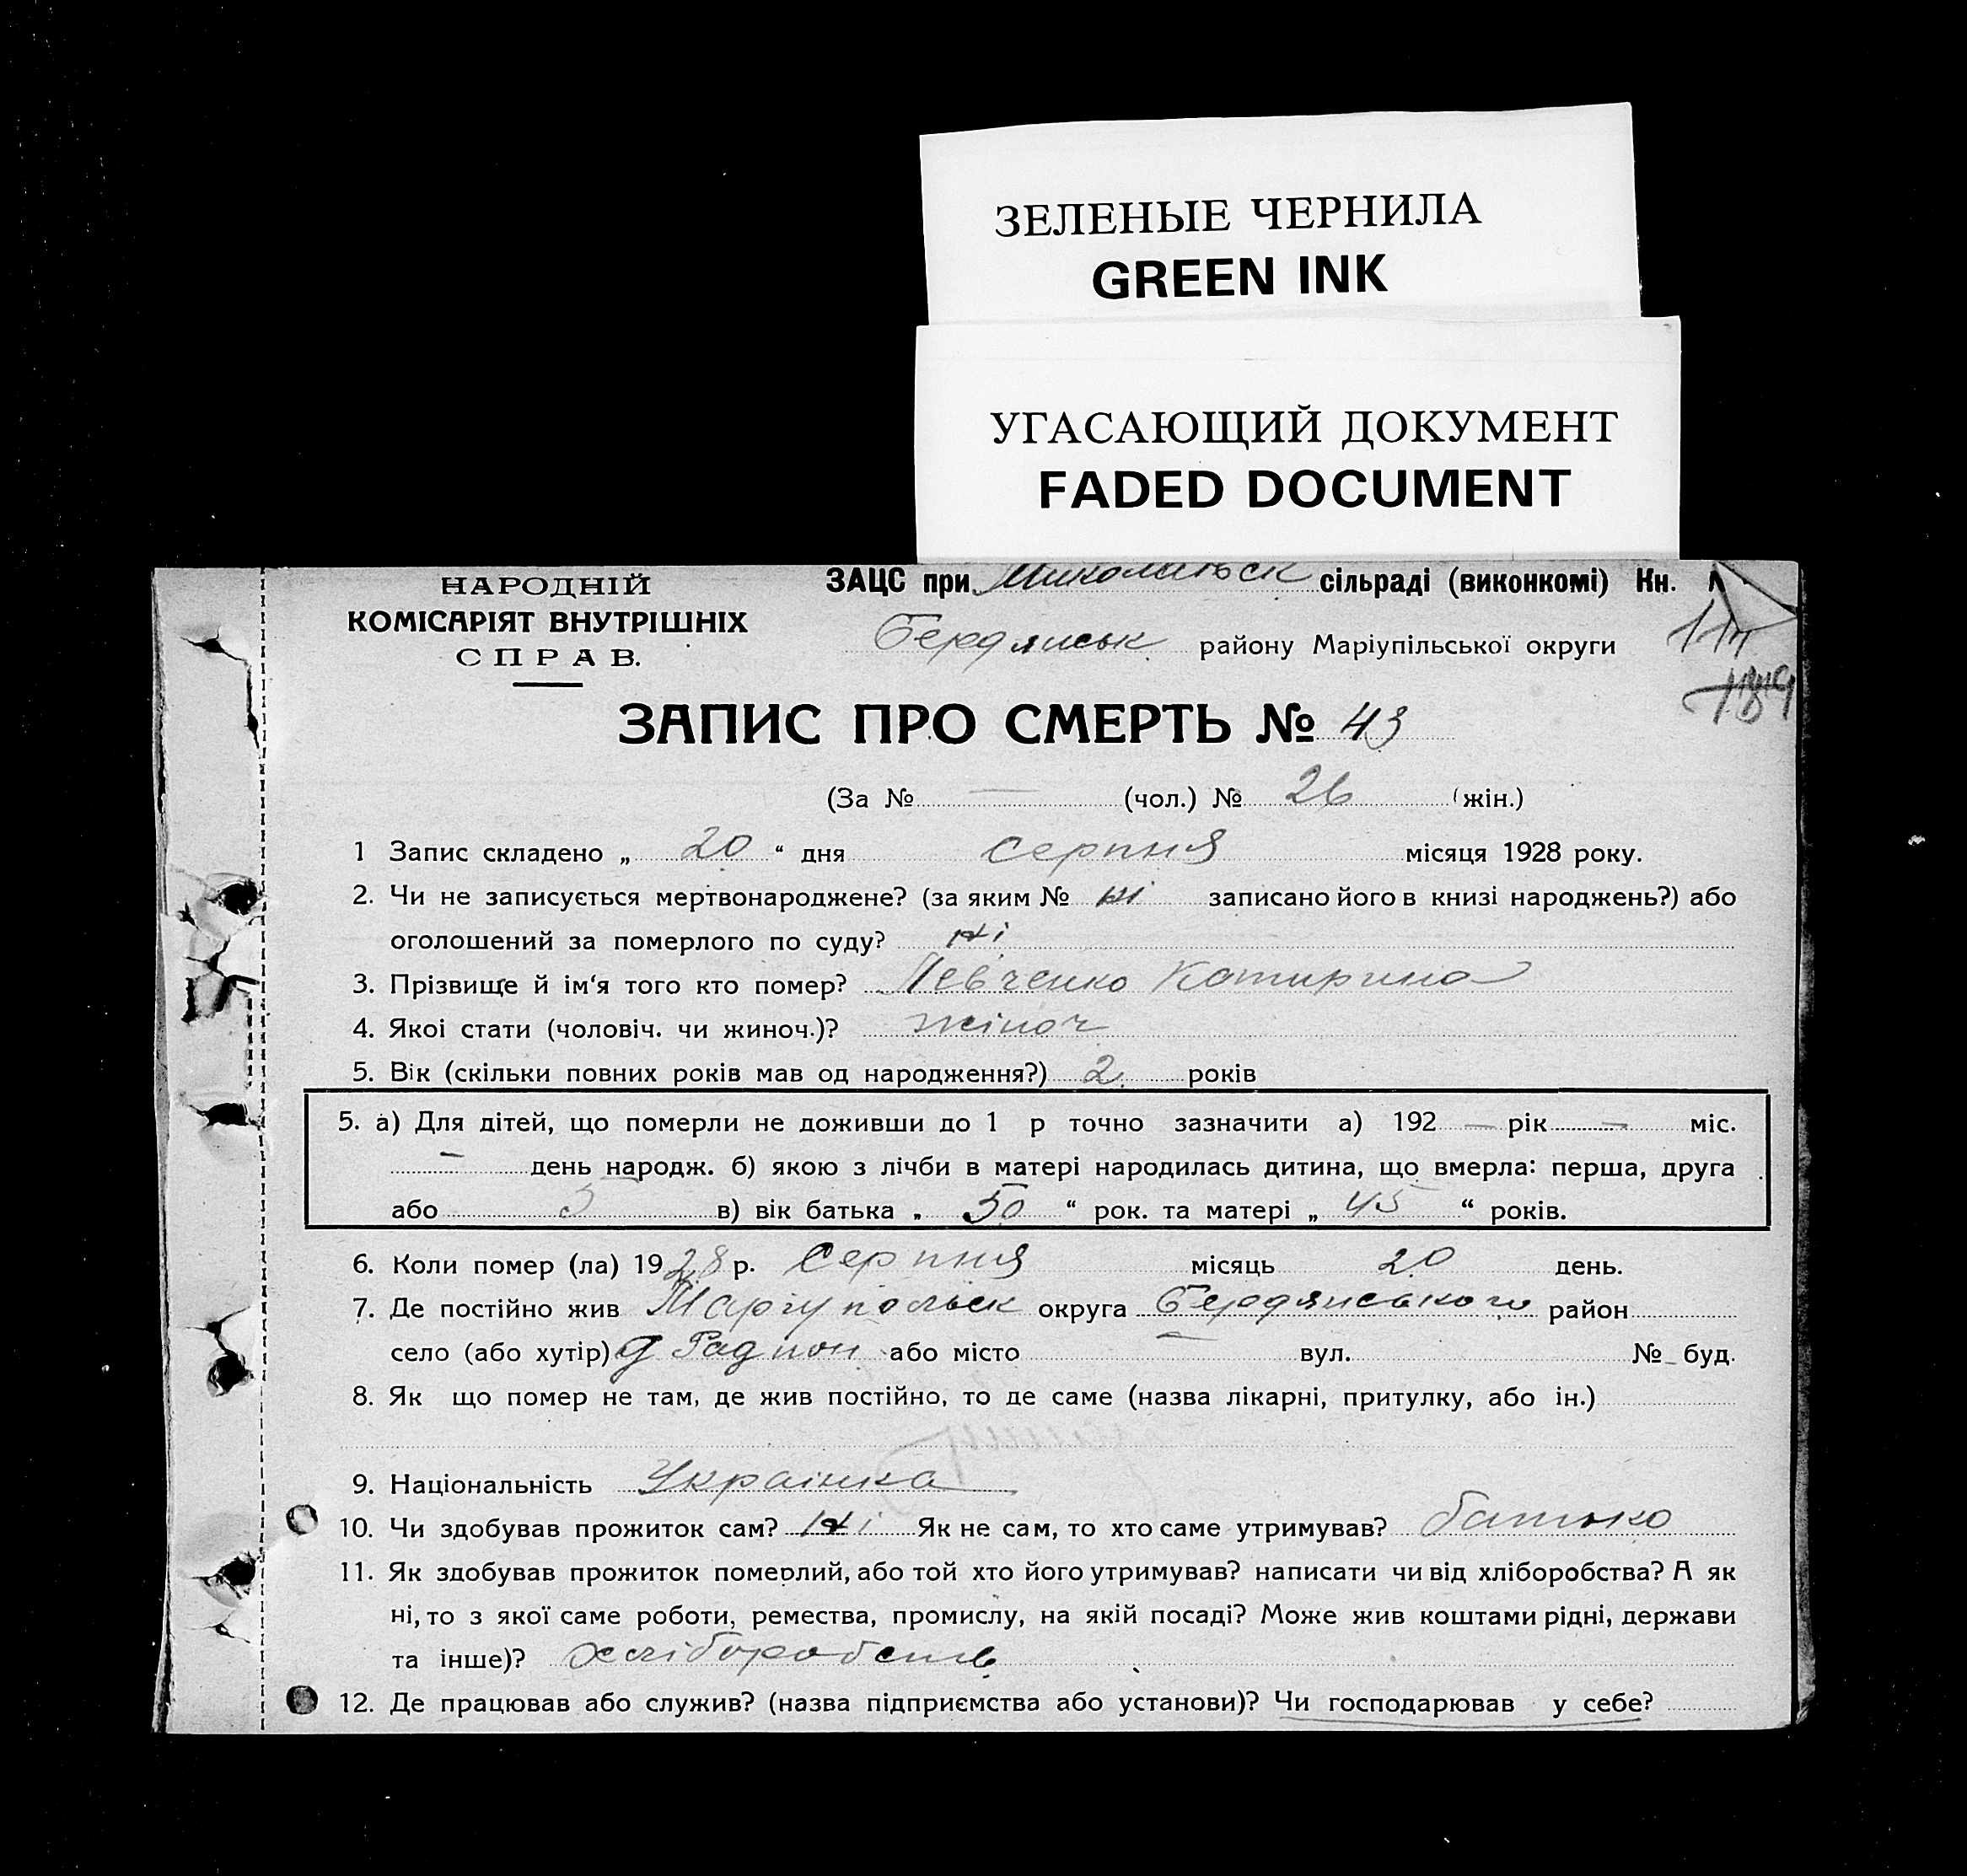 ЗЕЛЕНЫЕ ЧЕРНИЛА
GREEN INK
УГАСАЮЩИЙ ДОКУМЕНТ
FADED DOCUMENT
НАРОДНІЙ
КОМІСАРІЯТ ВНУТРІШНІХ
СПРАВ.
ЗАЦС при Миколаївськ сільраді (виконкомі) Кн.
Бердянськ району Маріупільської округи
ЗАПИС ПРО СМЕРТЬ № 43
(За № — (чол.) № 26 (жін.)
1 Запис складено „ 20 “ дня серпня місяця 1928 року.
2. Чи не записується мертвонароджене? (за яким № ні записано його в книзі народжень?) або
оголошений за померлого по суду? ні
3. Прізвище й ім‘я того кто помер? Левченко Катирина
4. Якої стати (чоловіч. чи жиноч.)? жіноч
5. Вік (скільки повних років мав од народження?) 2 років
5. а) Для дітей, що померли не доживши до 1 р точно зазначити а) 192 — рік — міс.
— день народж. б) якою з лічби в матері народилась дитина, що вмерла: перша, друга
або 5 в) вік батька „ 50 “ рок. та матері „ 45 “ років.
6. Коли помер (ла) 1928 р. Серпня місяць 20 день.
7. Де постійно жив Маріупольск округа Бердянського район
село (або хутір) або місто вул. № буд.
8. Як що помер не там, де жив постійно, то де саме (назва лікарні, притулку, або ін.)
9. Національність Українка
10. Чи здобував прожиток сам? Ні Як не сам, то хто саме утримував? батько
11. Як здобував прожиток померлий, або той хто його утримував? написати чи від хліборобства? А як
ні, то з якої саме роботи, ремества, промислу, на якій посаді? Може жив коштами рідні, держави
та інше)? хліборобств
12. Де працював або служив? (назва підприємства або установи)? Чи господарював у себе?